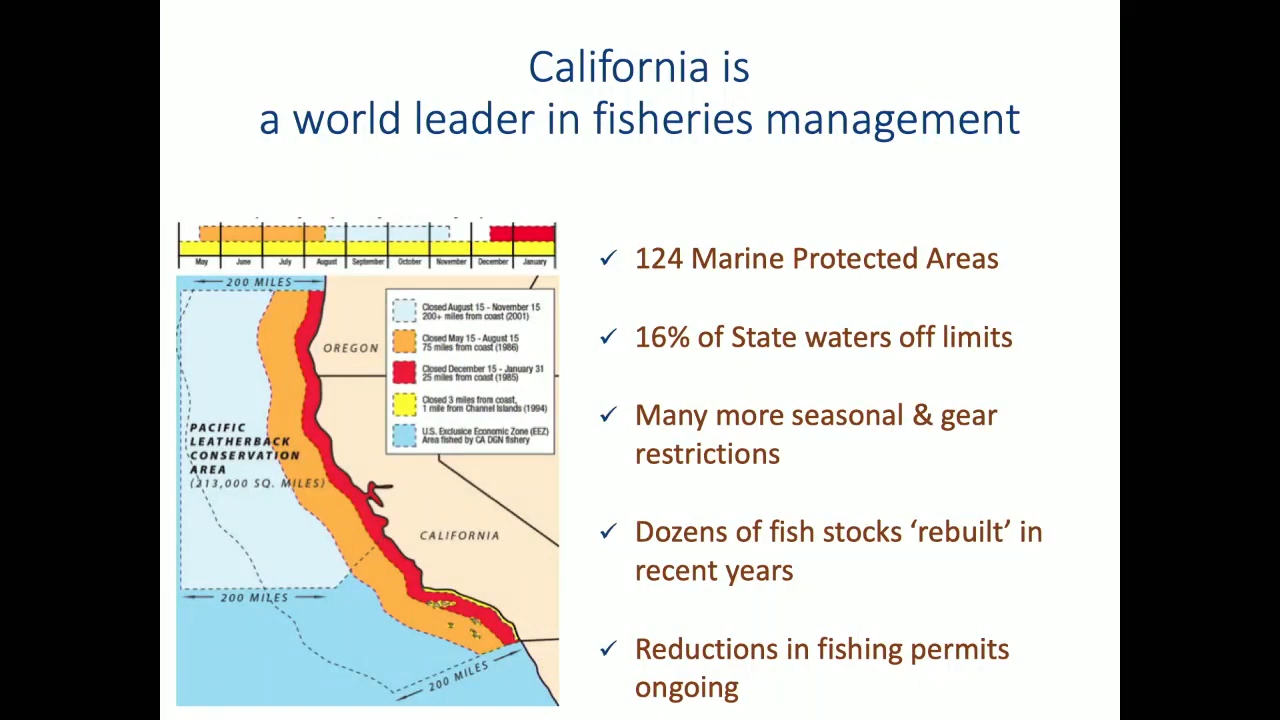 California is
a world leader in fisheries management
May June July August September October November December January
200 MILES
Closed August 15 - November 15
200+ miles from coast (2001)
Closed May 15 - August 15
75 miles from coast (1986)
Closed December 15 - January 31
25 miles from coast (1985)
Closed 3 miles from coast,
1 mile from Channel Islands (1994)
U.S. Exclusice Economic Zone (EEZ)
Area fished by CA DGN fishery
OREGON
PACIFIC
LEATHERBACK
CONSERVATION
AREA
(213,000 SQ. MILES)
CALIFORNIA
200 MILES
200 MILES
✓ 124 Marine Protected Areas
✓ 16% of State waters off limits
✓ Many more seasonal & gear
restrictions
✓ Dozens of fish stocks ‘rebuilt’ in
recent years
✓ Reductions in fishing permits
ongoing